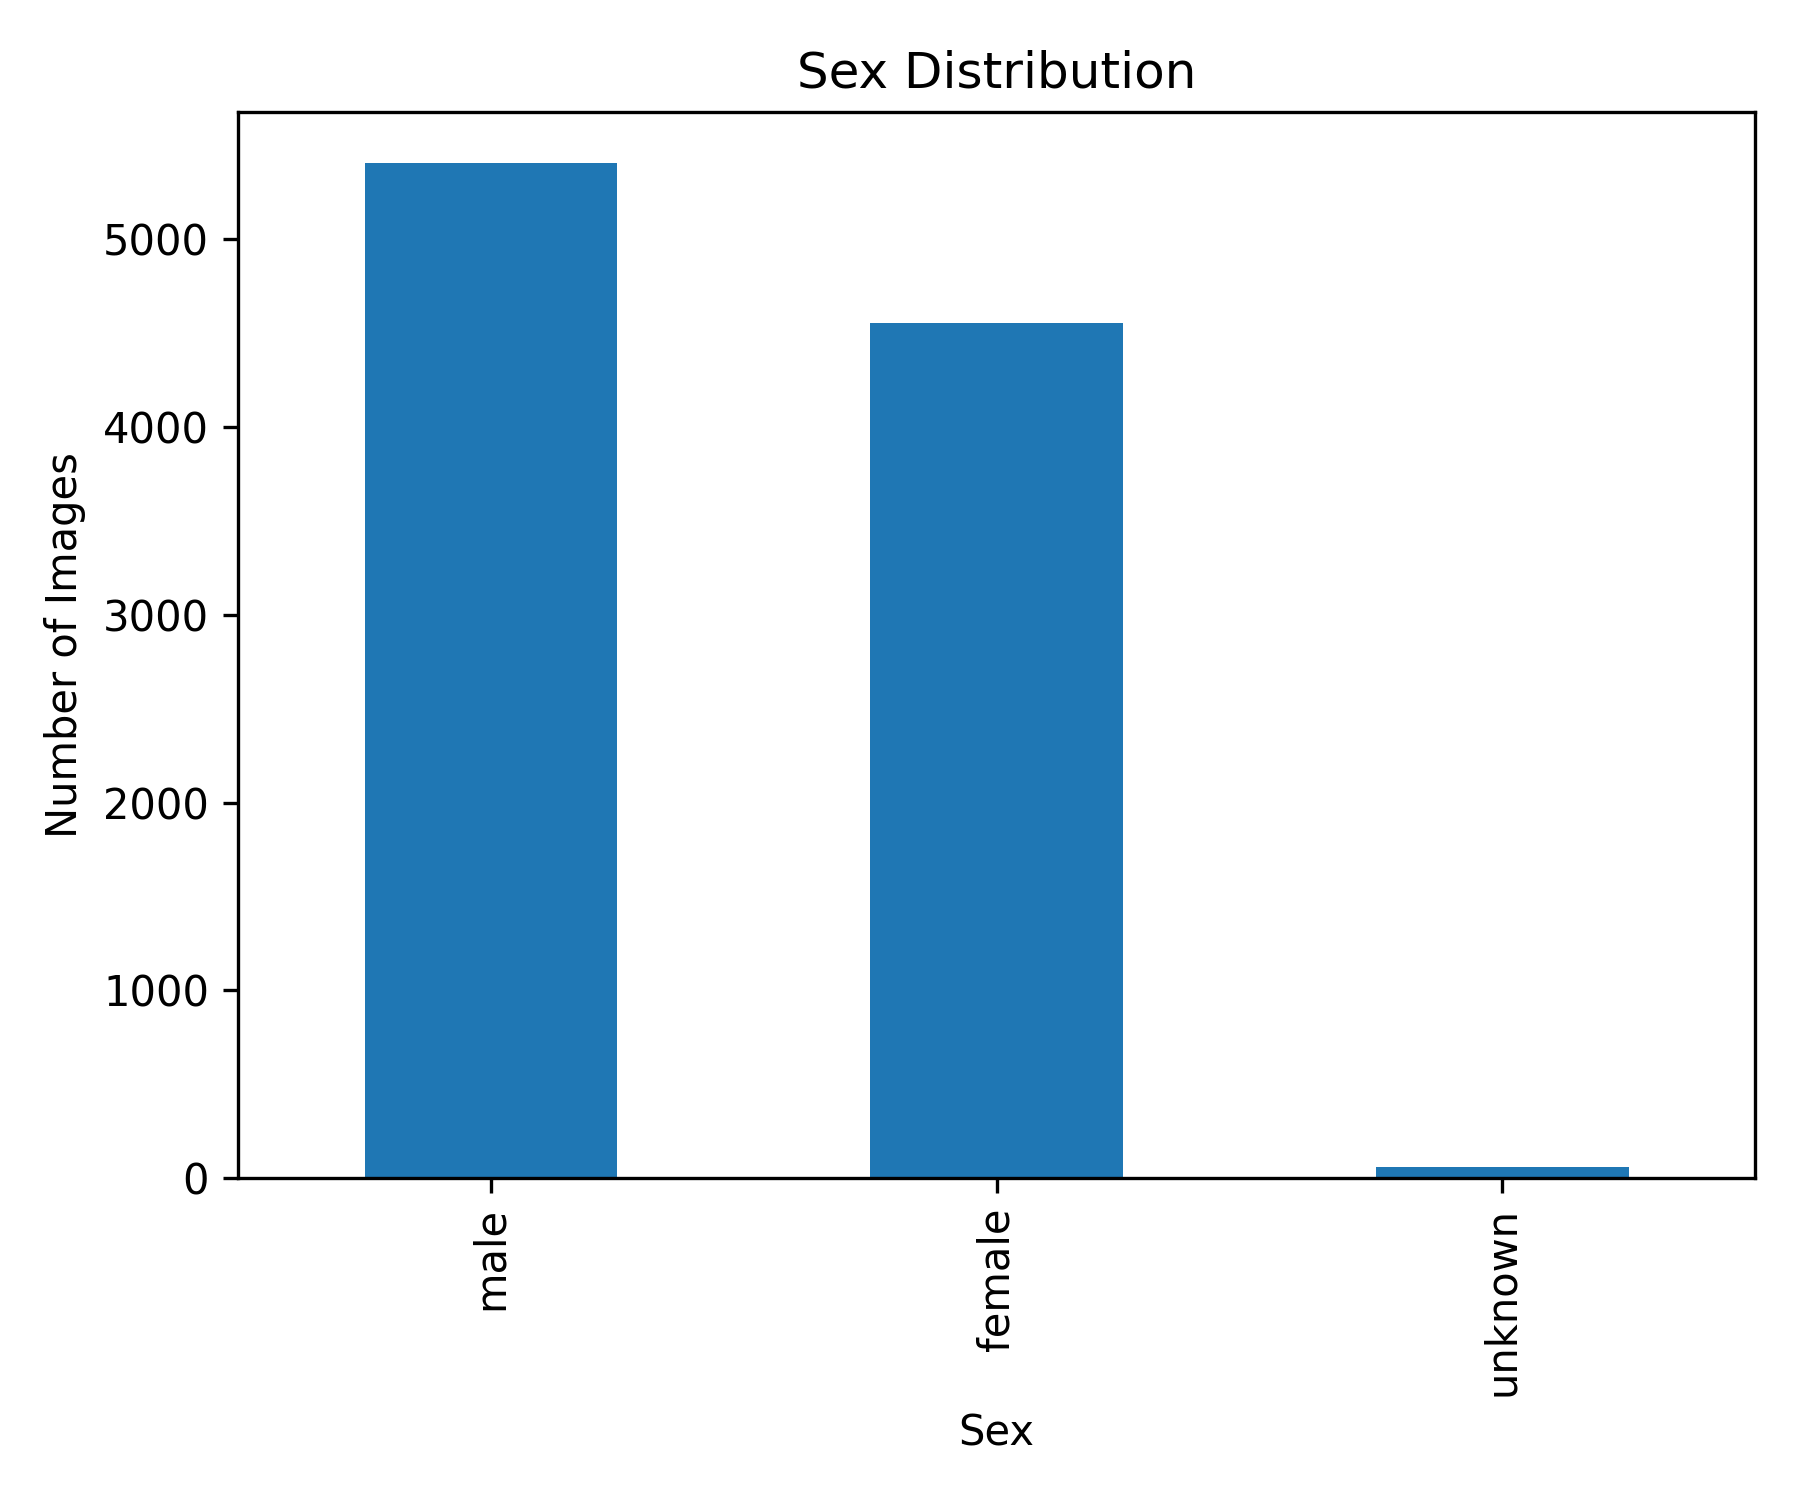 Sex Distribution
Number of Images
5000
4000
3000
2000
1000
0
male
female
unknown
Sex